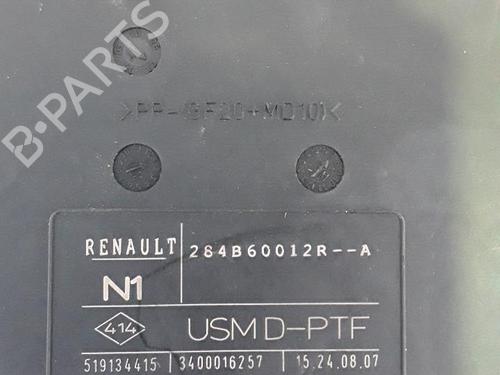 B-PARTS
>PP-(GF20+MD10)<
RENAULT 284B60012R--A
N1
414 USM D-PTF
519134415 3400016257 15.24.08.07